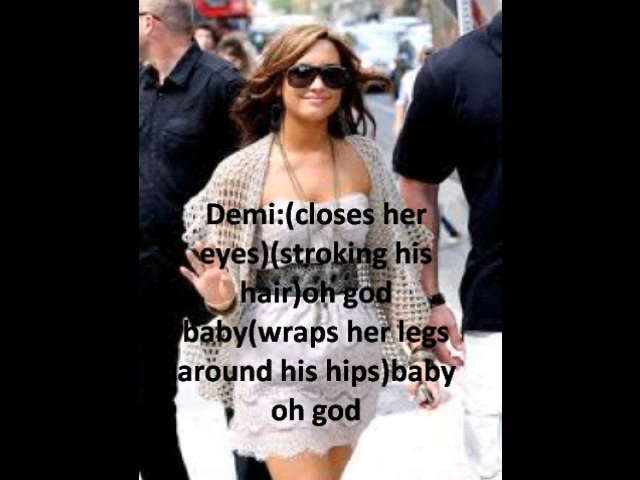 Demi:(closes her
eyes)(stroking his
hair)oh god
baby(wraps her legs
around his hips)baby
oh god